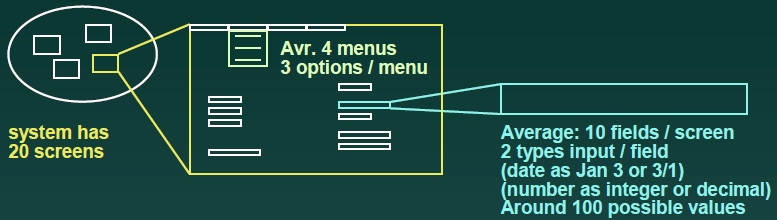 Avr. 4 menus
3 options / menu
system has
20 screens
Average: 10 fields / screen
2 types input / field
(date as Jan 3 or 3/1)
(number as integer or decimal)
Around 100 possible values